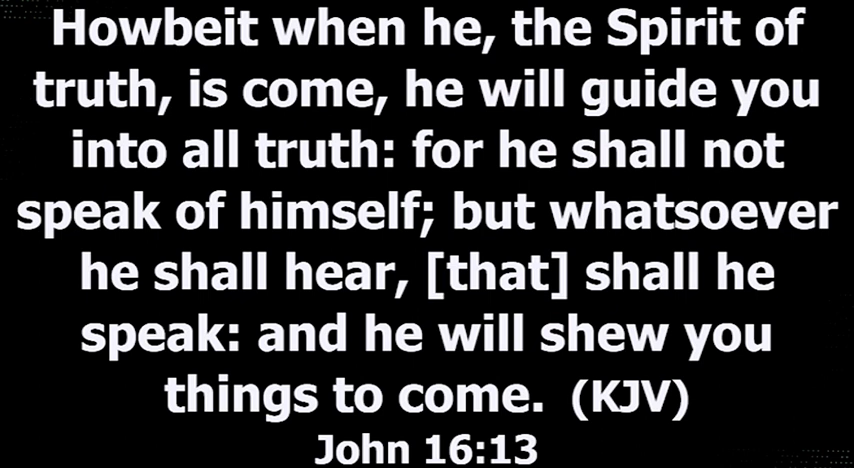 Howbeit when he, the Spirit of
truth, is come, he will guide you
into all truth: for he shall not
speak of himself; but whatsoever
he shall hear, [that] shall he
speak: and he will shew you
things to come. (KJV)
John 16:13